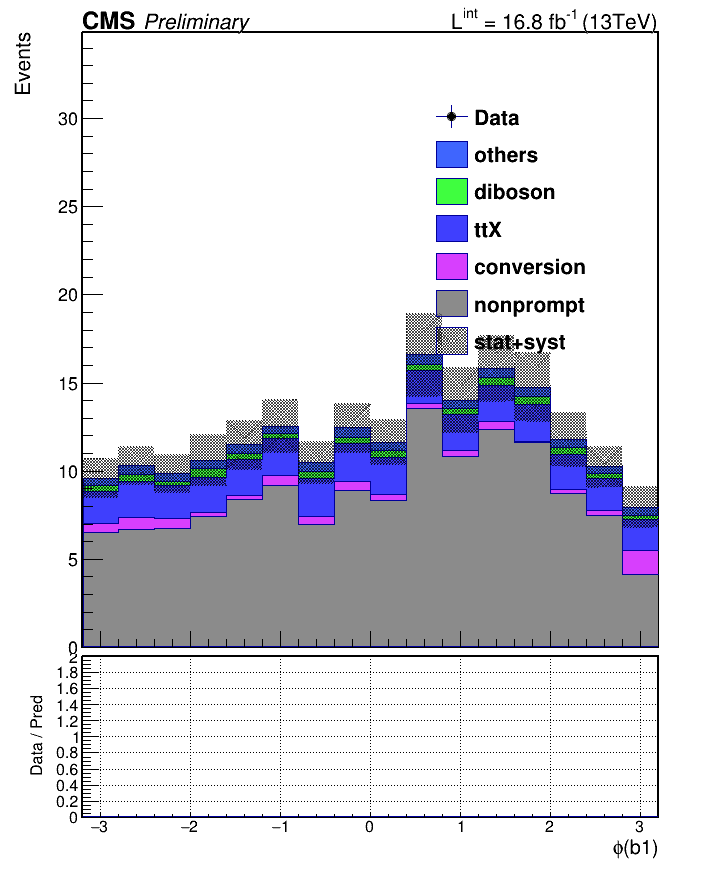 CMS Preliminary L^int = 16.8 fb^-1 (13TeV)
Events
30
25
20
15
10
5
0
Data
others
diboson
ttX
conversion
nonprompt
stat+syst
Data / Pred
2
1.8
1.6
1.4
1.2
1
0.8
0.6
0.4
0.2
0
−3 −2 −1 0 1 2 3
ϕ(b1)